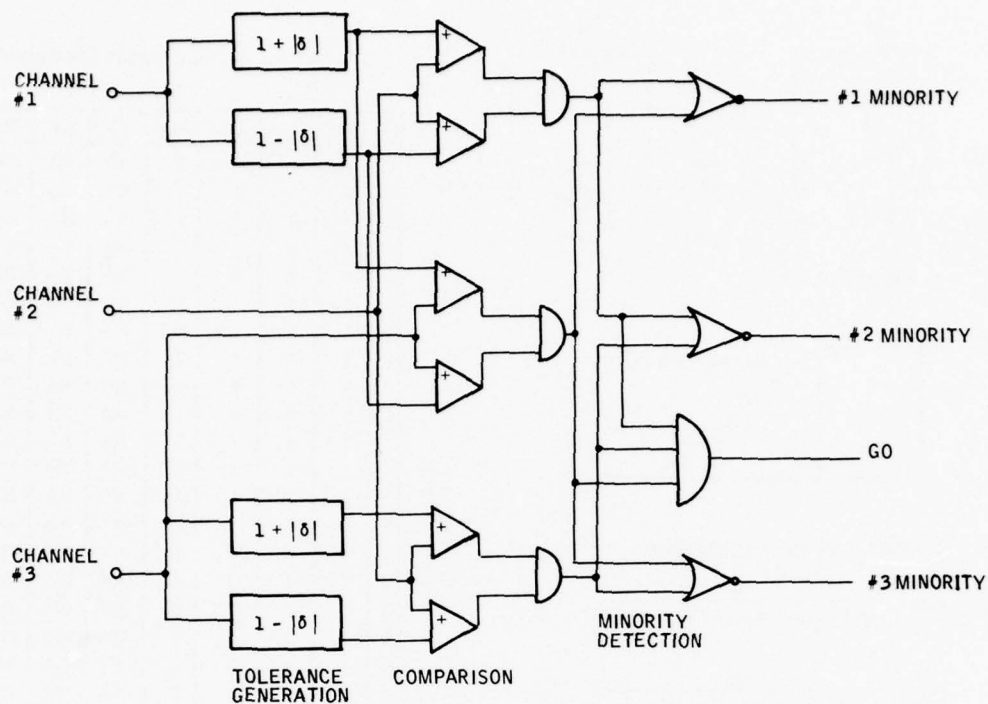 1 + |δ|
CHANNEL
#1
+
#1 MINORITY
1 - |δ|
+
+
CHANNEL
#2
#2 MINORITY
+
GO
1 + |δ|
+
CHANNEL
#3
#3 MINORITY
1 - |δ|
+
MINORITY
DETECTION
TOLERANCE
GENERATION
COMPARISON